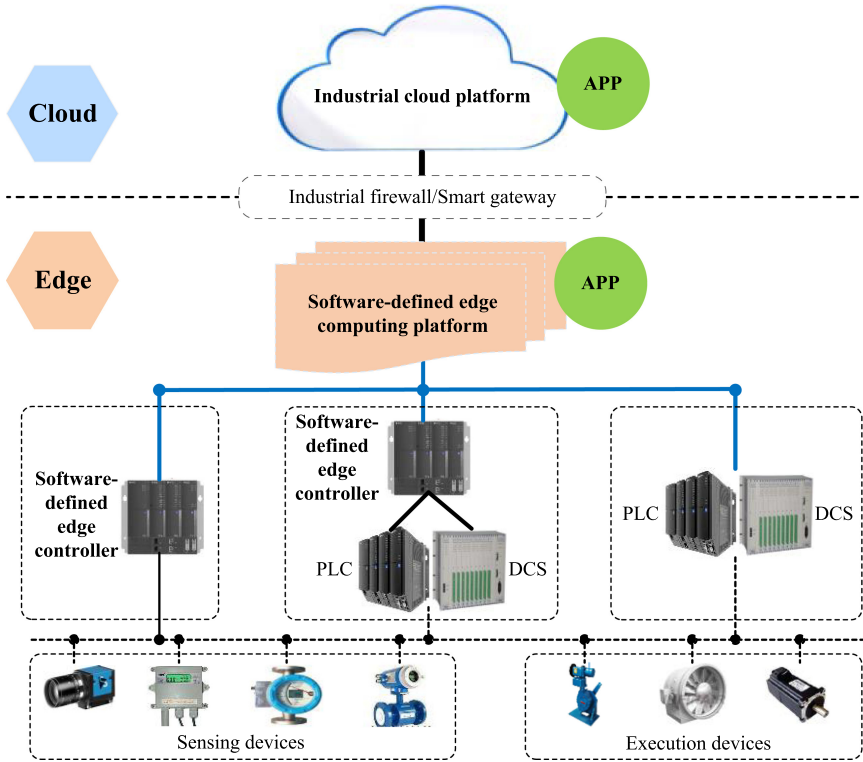 Cloud
Industrial cloud platform
APP
Industrial firewall/Smart gateway
Edge
Software-defined edge
computing platform
APP
Software-
defined
edge
controller
Software-
defined
edge
controller
PLC
DCS
PLC
DCS
Sensing devices
Execution devices